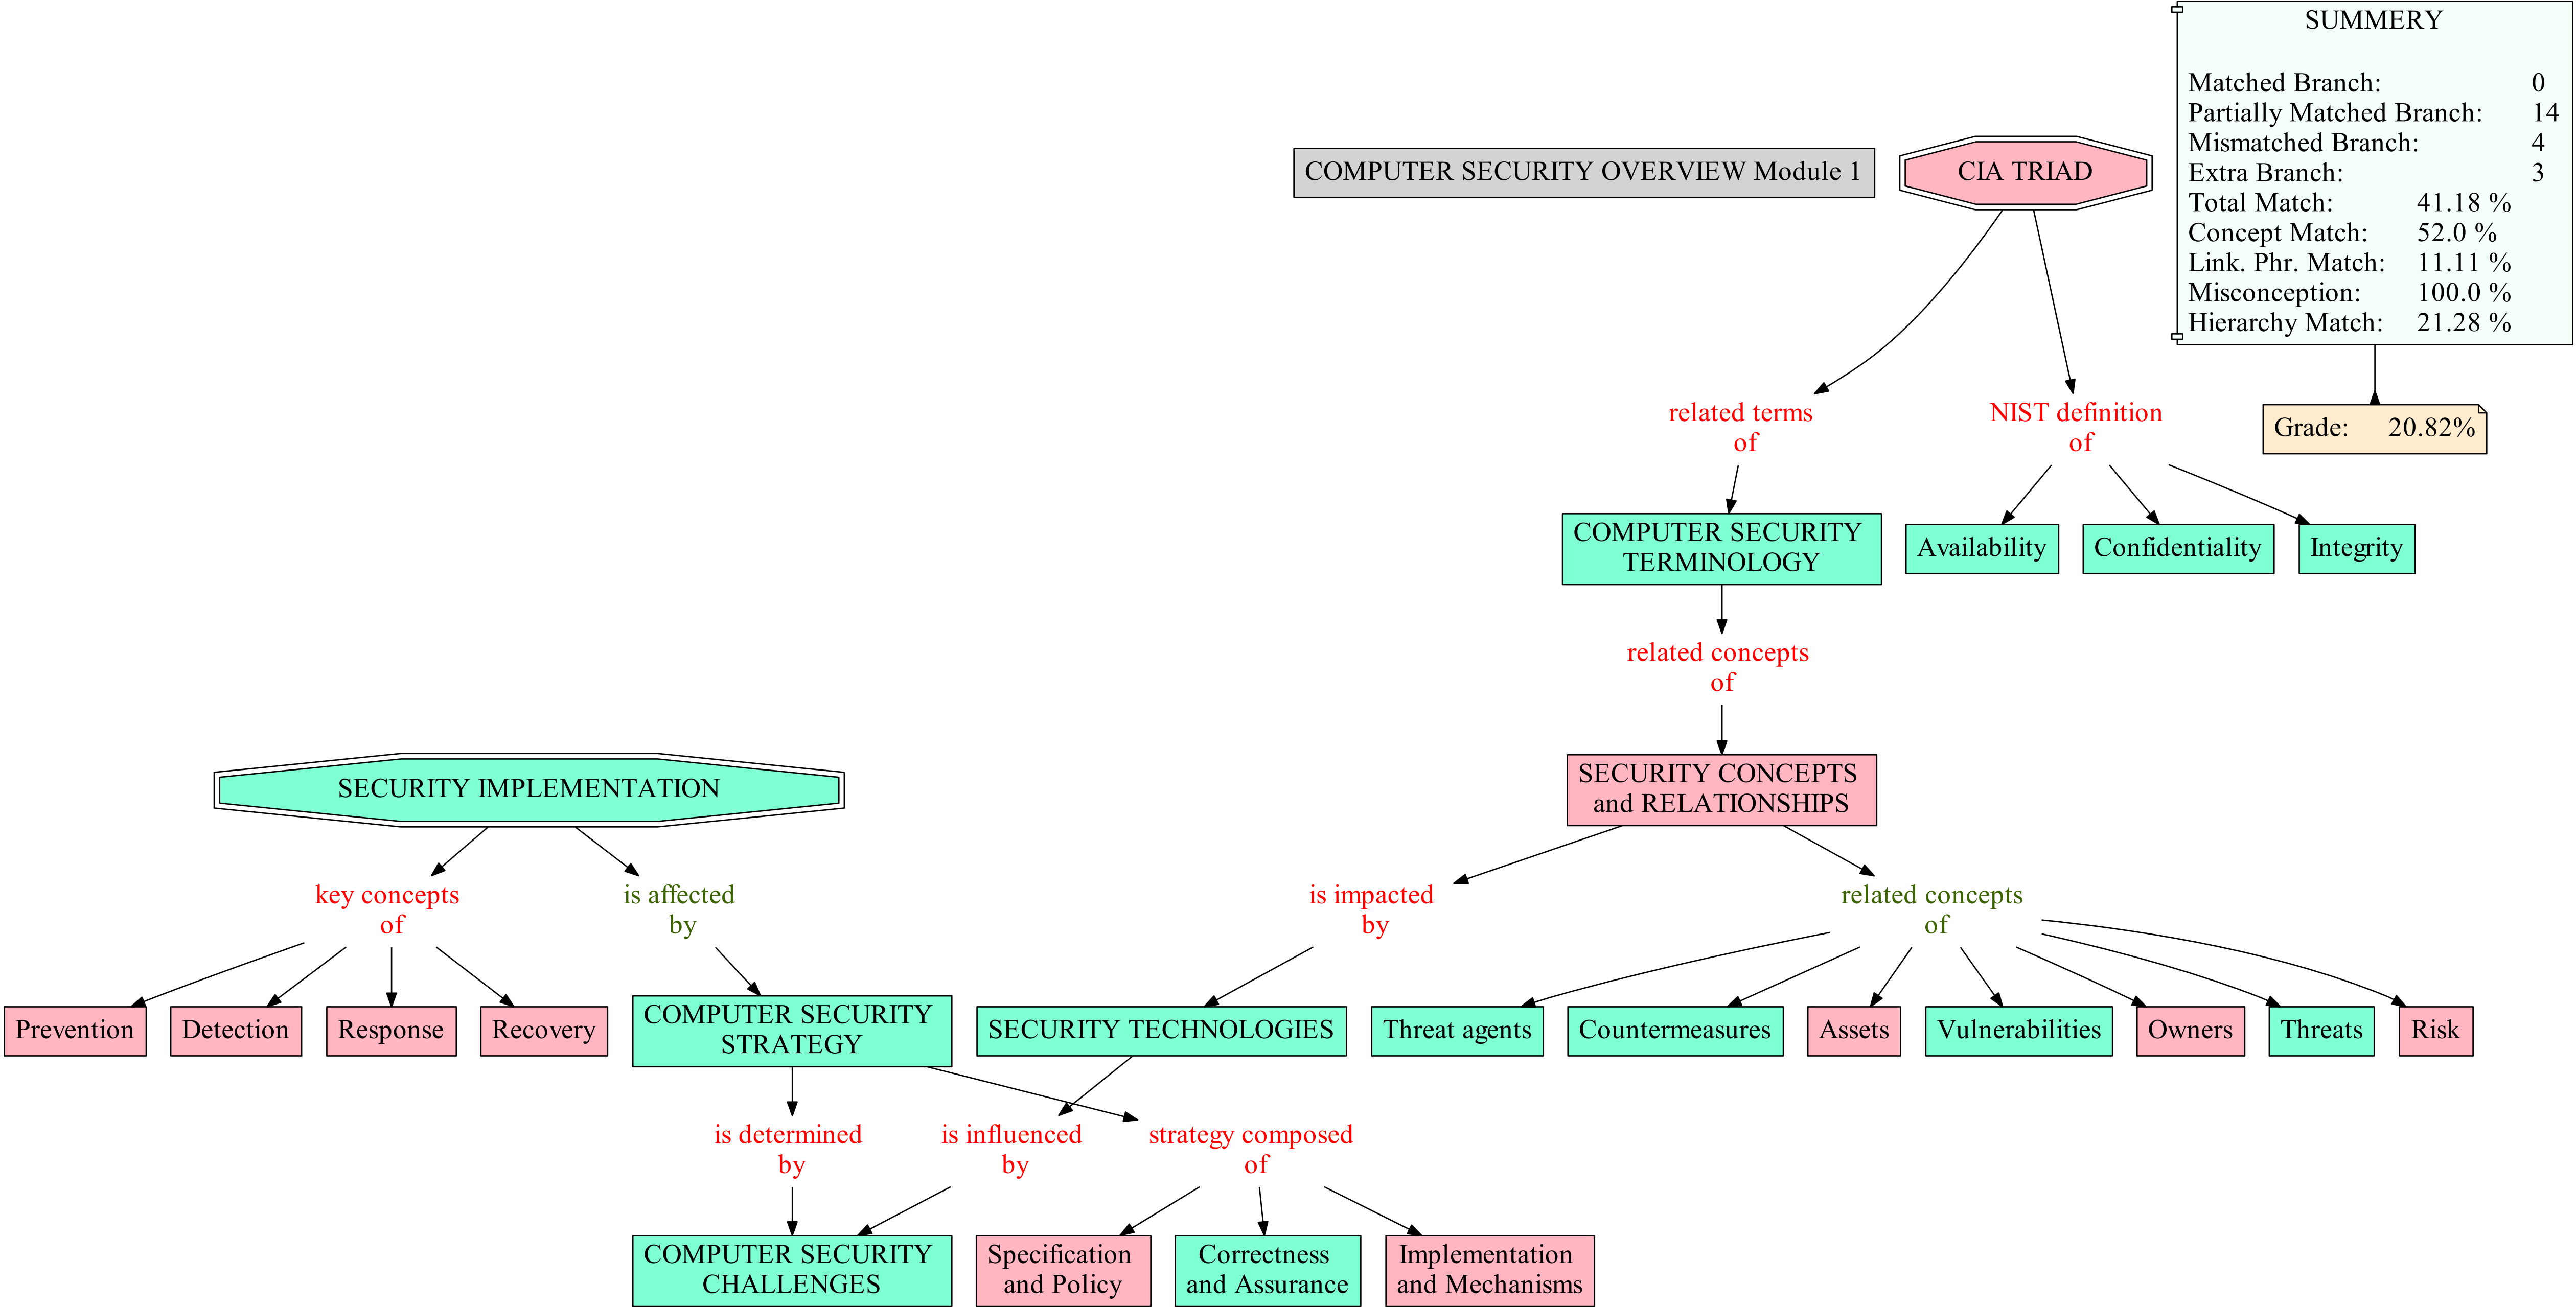 SUMMERY
Matched Branch: 0
Partially Matched Branch: 14
Mismatched Branch: 4
Extra Branch: 3
Total Match: 41.18 %
Concept Match: 52.0 %
Link. Phr. Match: 11.11 %
Misconception: 100.0 %
Hierarchy Match: 21.28 %
Grade: 20.82%
COMPUTER SECURITY OVERVIEW Module 1
CIA TRIAD
related terms
of
NIST definition
of
COMPUTER SECURITY
TERMINOLOGY
Availability
Confidentiality
Integrity
related concepts
of
SECURITY CONCEPTS
and RELATIONSHIPS
SECURITY IMPLEMENTATION
key concepts
of
is affected
by
is impacted
by
related concepts
of
Prevention
Detection
Response
Recovery
COMPUTER SECURITY
STRATEGY
SECURITY TECHNOLOGIES
Threat agents
Countermeasures
Assets
Vulnerabilities
Owners
Threats
Risk
is determined
by
is influenced
by
strategy composed
of
COMPUTER SECURITY
CHALLENGES
Specification
and Policy
Correctness
and Assurance
Implementation
and Mechanisms